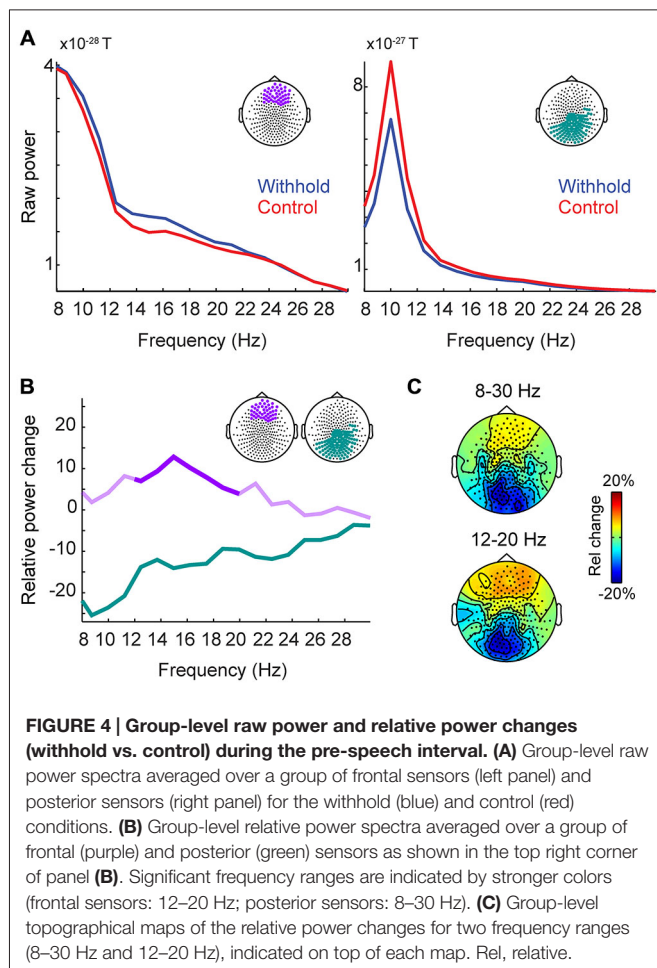 A
x10⁻²⁸ T
x10⁻²⁷ T
4
1
8
1
Raw power
Withhold
Control
Withhold
Control
8 10 12 14 16 18 20 22 24 26 28
8 10 12 14 16 18 20 22 24 26 28
Frequency (Hz)
Frequency (Hz)
B
20
10
0
-10
-20
Relative power change
8 10 12 14 16 18 20 22 24 26 28
Frequency (Hz)
C
8-30 Hz
12-20 Hz
20%
Rel change
-20%
FIGURE 4 | Group-level raw power and relative power changes
(withhold vs. control) during the pre-speech interval. (A) Group-level raw
power spectra averaged over a group of frontal sensors (left panel) and
posterior sensors (right panel) for the withhold (blue) and control (red)
conditions. (B) Group-level relative power spectra averaged over a group of
frontal (purple) and posterior (green) sensors as shown in the top right corner
of panel (B). Significant frequency ranges are indicated by stronger colors
(frontal sensors: 12–20 Hz; posterior sensors: 8–30 Hz). (C) Group-level
topographical maps of the relative power changes for two frequency ranges
(8–30 Hz and 12–20 Hz), indicated on top of each map. Rel, relative.